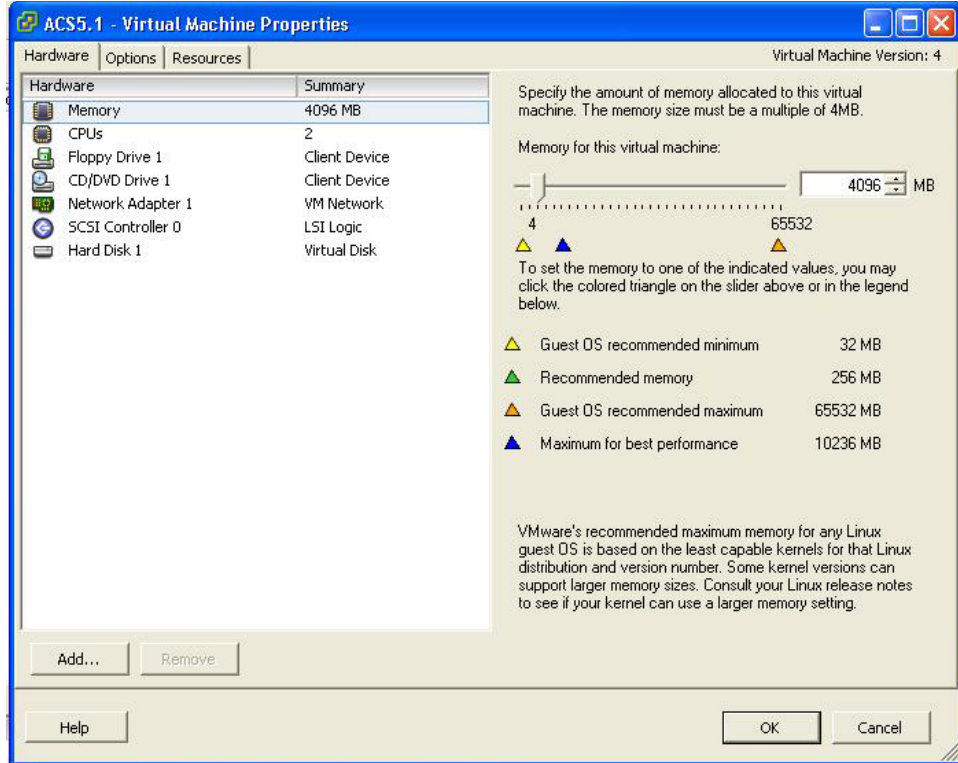 ACS5.1 - Virtual Machine Properties
Hardware Options Resources Virtual Machine Version: 4
Hardware Summary
Memory 4096 MB
CPUs 2
Floppy Drive 1 Client Device
CD/DVD Drive 1 Client Device
Network Adapter 1 VM Network
SCSI Controller 0 LSI Logic
Hard Disk 1 Virtual Disk
Specify the amount of memory allocated to this virtual
machine. The memory size must be a multiple of 4MB.
Memory for this virtual machine:
4096 MB
4 65532
To set the memory to one of the indicated values, you may
click the colored triangle on the slider above or in the legend
below.
Guest OS recommended minimum 32 MB
Recommended memory 256 MB
Guest OS recommended maximum 65532 MB
Maximum for best performance 10236 MB
VMware's recommended maximum memory for any Linux
guest OS is based on the least capable kernels for that Linux
distribution and version number. Some kernel versions can
support larger memory sizes. Consult your Linux release notes
to see if your kernel can use a larger memory setting.
Add... Remove
Help OK Cancel